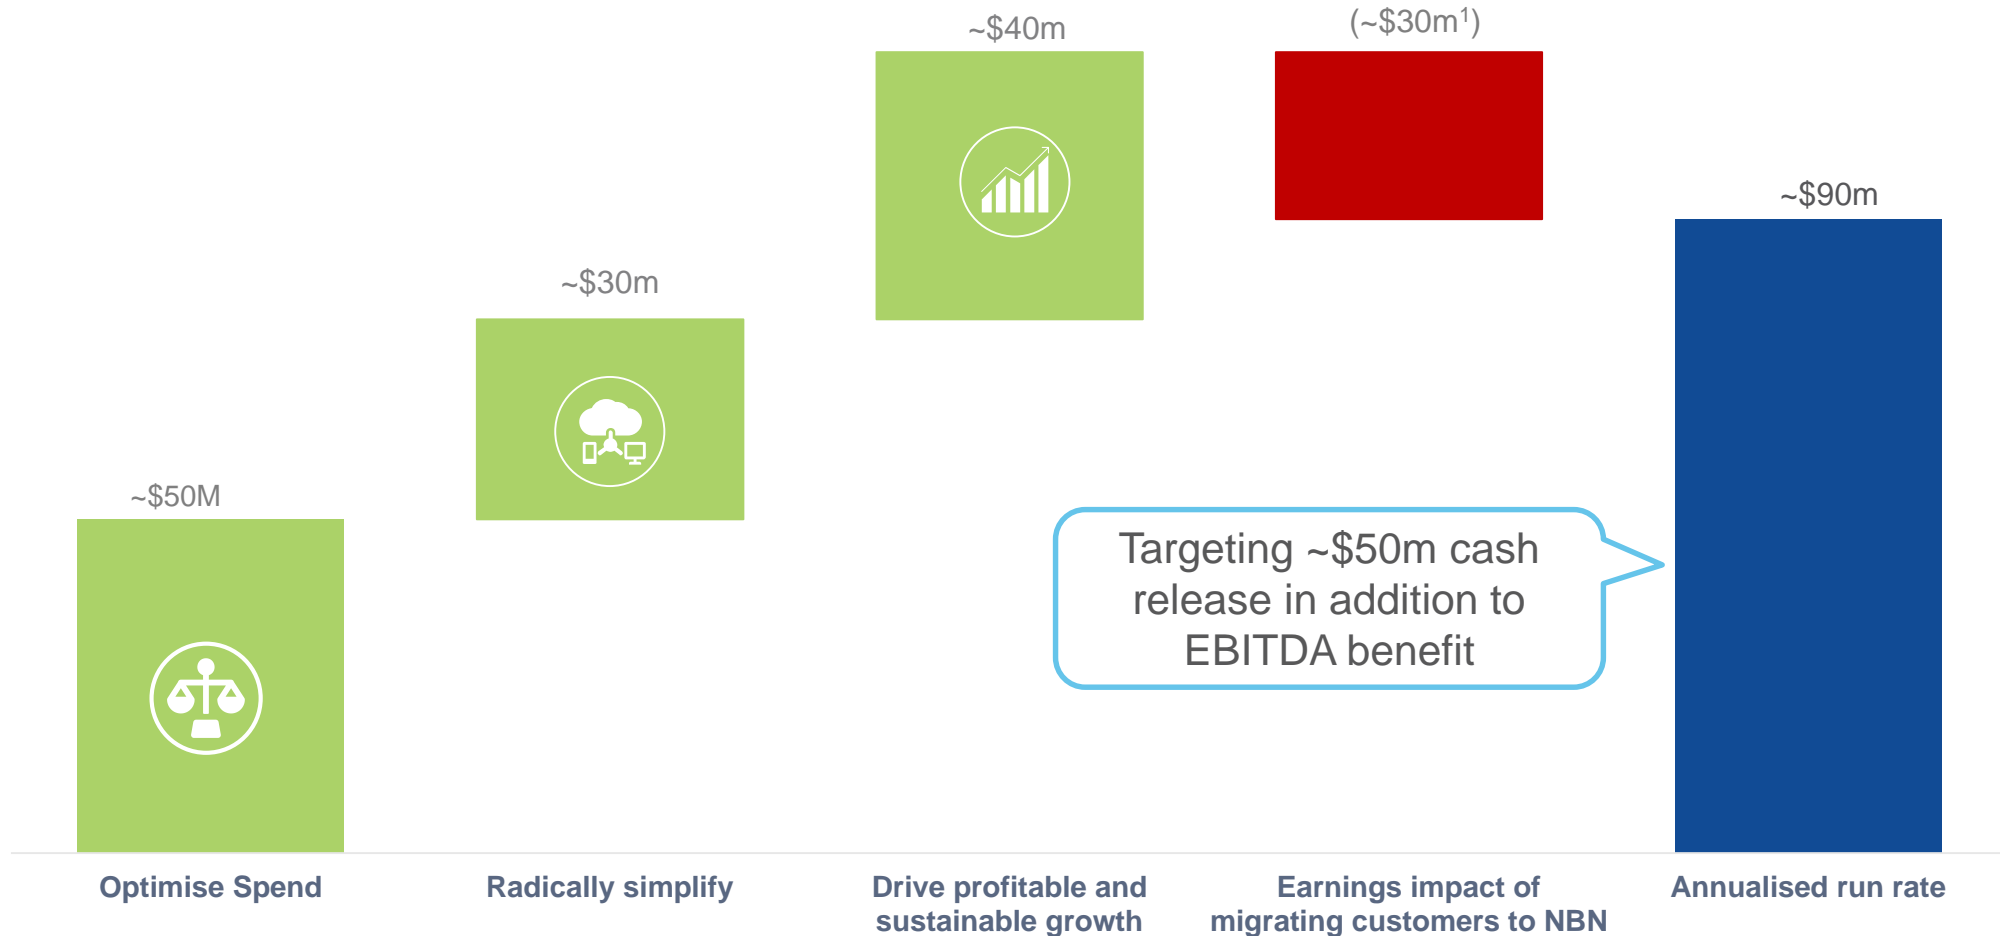 ~$40m
(~$30m¹)
~$90m
~$30m
~$50M
Targeting ~$50m cash
release in addition to
EBITDA benefit
Optimise Spend
Radically simplify
Drive profitable and
sustainable growth
Earnings impact of
migrating customers to NBN
Annualised run rate